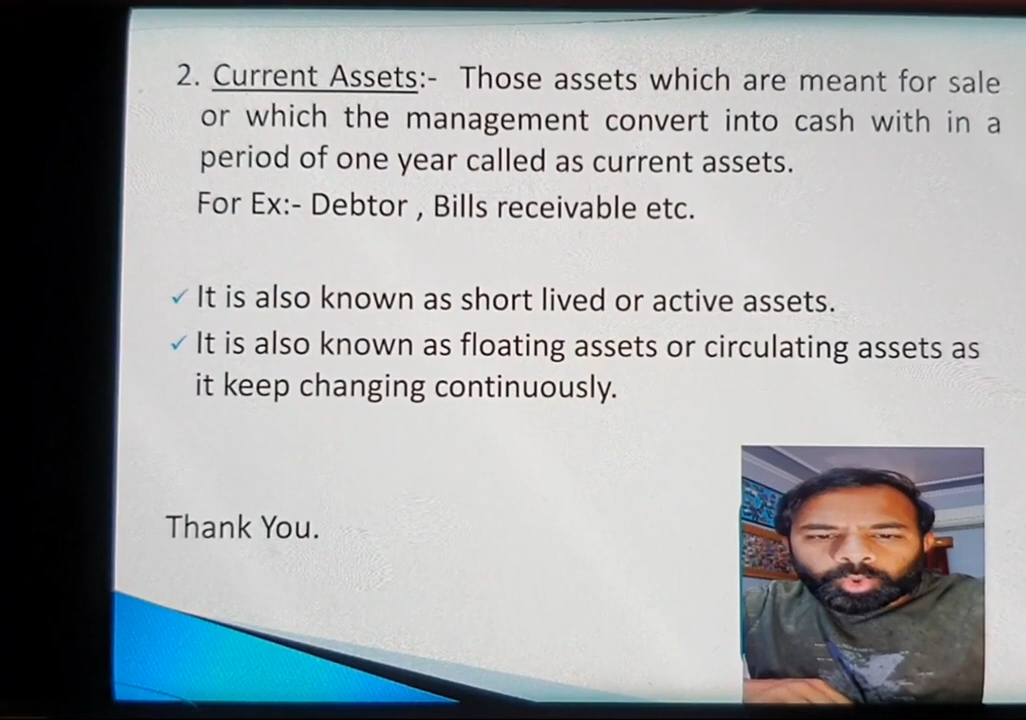 2. Current Assets:- Those assets which are meant for sale
or which the management convert into cash with in a
period of one year called as current assets.
For Ex:- Debtor , Bills receivable etc.
✓ It is also known as short lived or active assets.
✓ It is also known as floating assets or circulating assets as
it keep changing continuously.
Thank You.